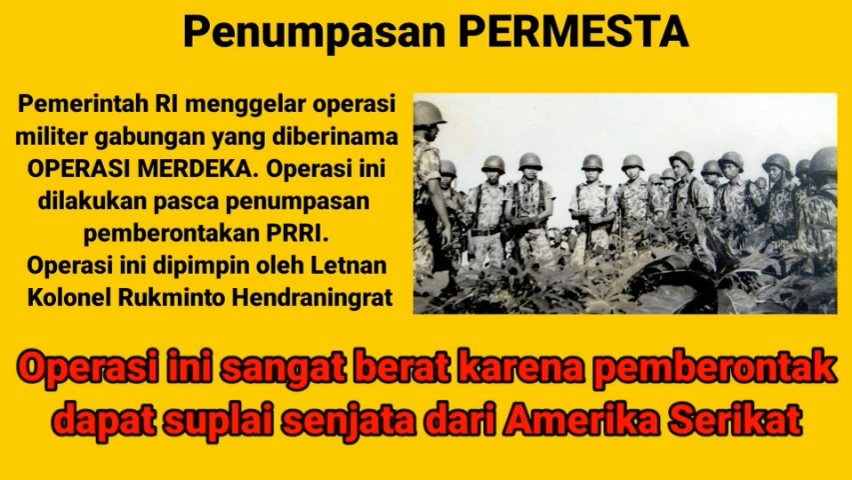 Penumpasan PERMESTA
Pemerintah RI menggelar operasi
militer gabungan yang diberinama
OPERASI MERDEKA. Operasi ini
dilakukan pasca penumpasan
pemberontakan PRRI.
Operasi ini dipimpin oleh Letnan
Kolonel Rukminto Hendraningrat
Operasi ini sangat berat karena pemberontak
dapat suplai senjata dari Amerika Serikat